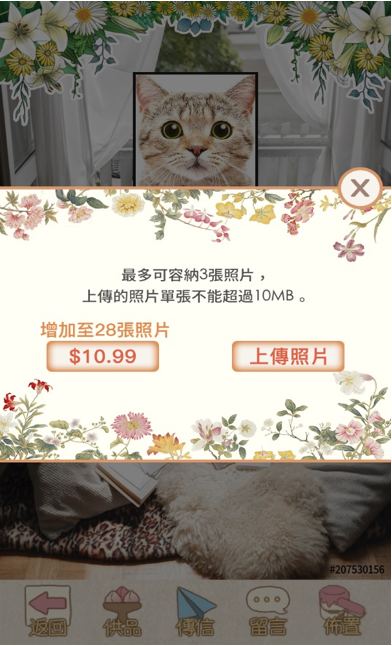 最多可容納3張照片，
上傳的照片單張不能超過10MB。
增加至28張照片
$10.99
上傳照片
#207530156
返回
供品
傳信
留言
佈置